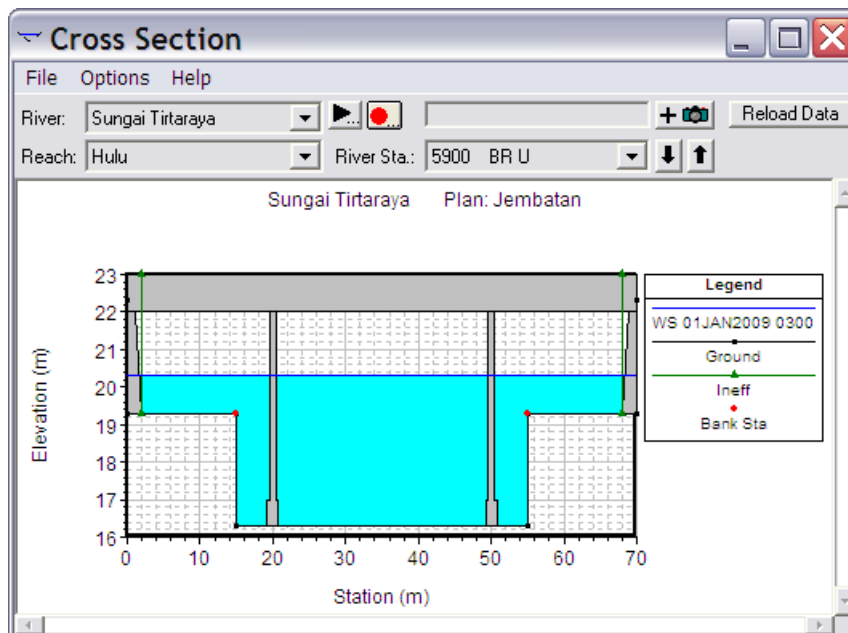 Cross Section
File Options Help
River: Sungai Tirtaraya Reload Data
Reach: Hulu River Sta.: 5900 BR U
Sungai Tirtaraya Plan: Jembatan
Elevation (m)
23
22
21
20
19
18
17
16
0 10 20 30 40 50 60 70
Station (m)
Legend
WS 01JAN2009 0300
Ground
Ineff
Bank Sta